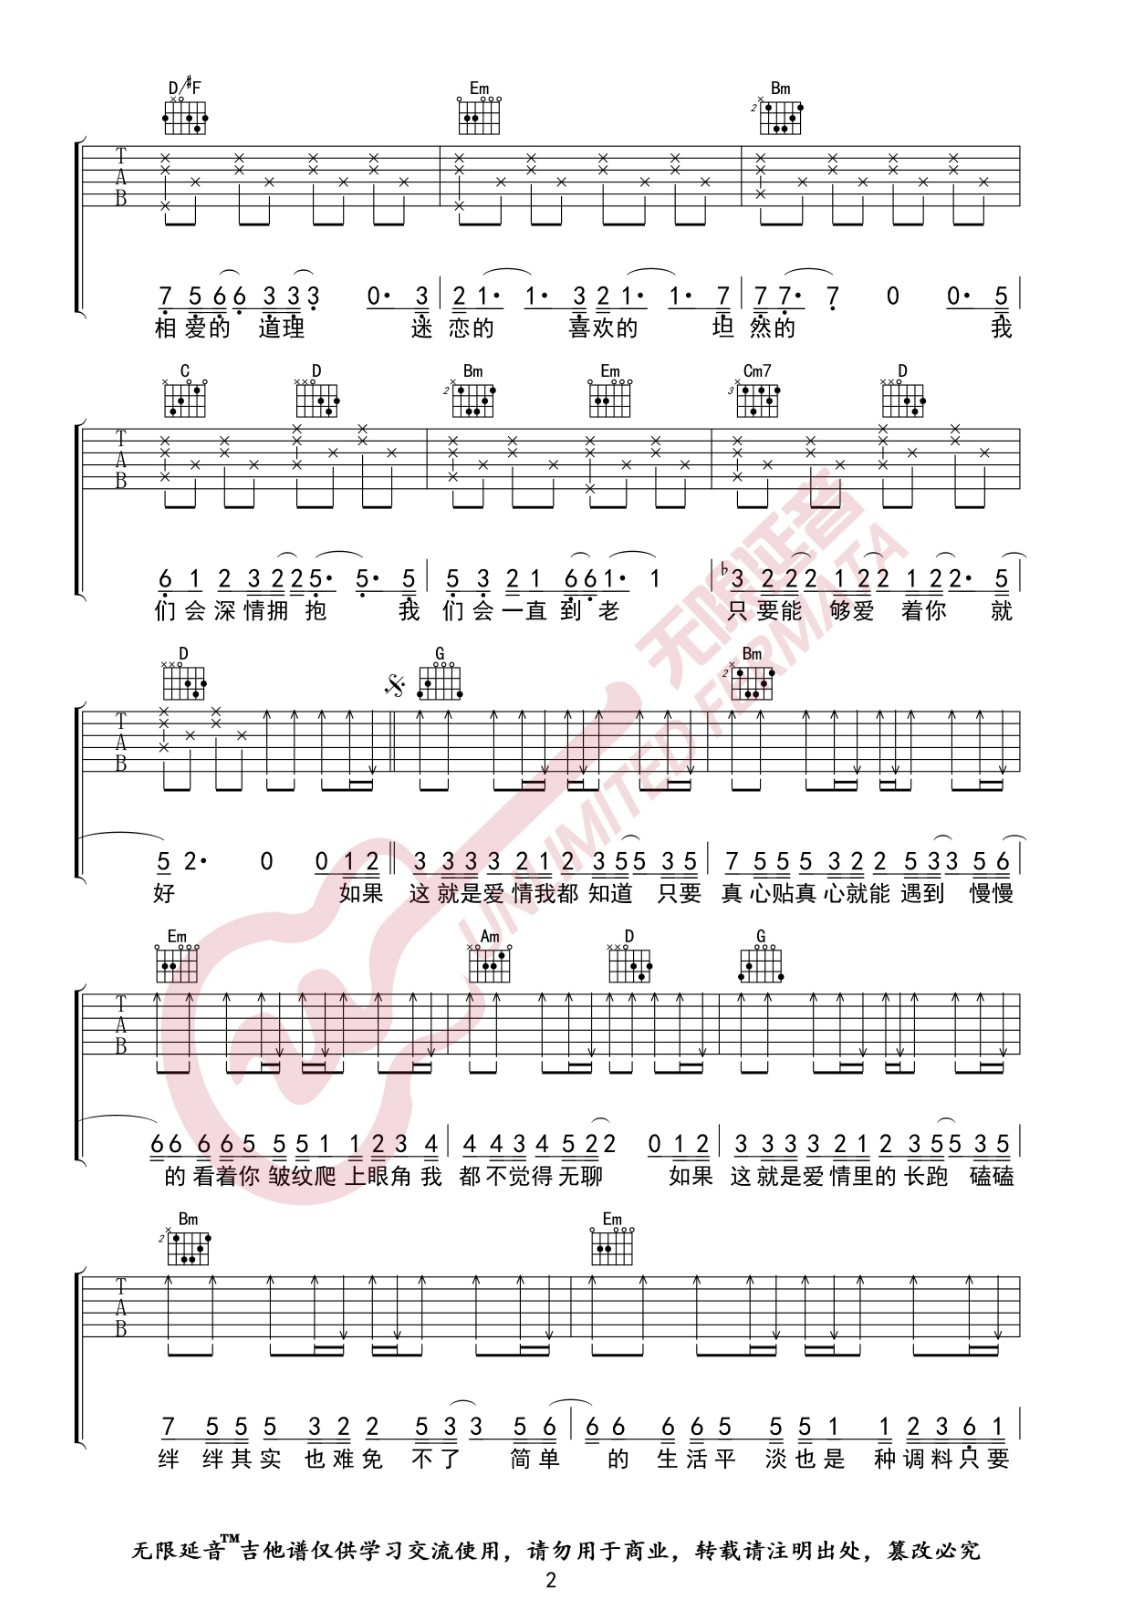 D/#F Em Bm
T A B
7 5 6 6 3 3 3 0· 3 2 1· 1· 3 2 1· 1· 7 7 7· 7 0 0· 5
相爱的 道理 迷恋的 喜欢的 坦然的 我
C D Bm Em Cm7 D
2 3
T A B
6 1 2 3 2 2 5· 5· 5 5 3 2 1 6 6 1· 1 ♭3 2 2 2 1 2 2 1 2 2· 5
们会深情拥抱 我们会一直到老 只要能够爱着你 就
D G Bm
2
T A B
5 2· 0 0 1 2 3 3 3 3 2 1 2 3 5 5 3 5 7 5 5 5 3 2 2 5 3 3 5 6
好 如果 这就是爱情我都知道 只要真心贴真心就能遇到 慢慢
Em Am D G
T A B
6 6 6 6 5 5 5 1 1 2 3 4 4 4 3 4 5 2 2 0 1 2 3 3 3 3 2 1 2 3 5 5 3 5
的看着你皱纹爬上眼角我都不觉得无聊 如果 这就是爱情里的长跑 磕磕
Bm Em
2
T A B
7 5 5 5 3 2 2 5 3 3 5 6 6 6 6 6 5 5 5 1 1 2 3 6 1
绊绊其实也难免不了 简单的生活平淡也是种调料只要
无限延音
UNLIMITED FERMATA
无限延音™吉他谱仅供学习交流使用，请勿用于商业，转载请注明出处，篡改必究
2